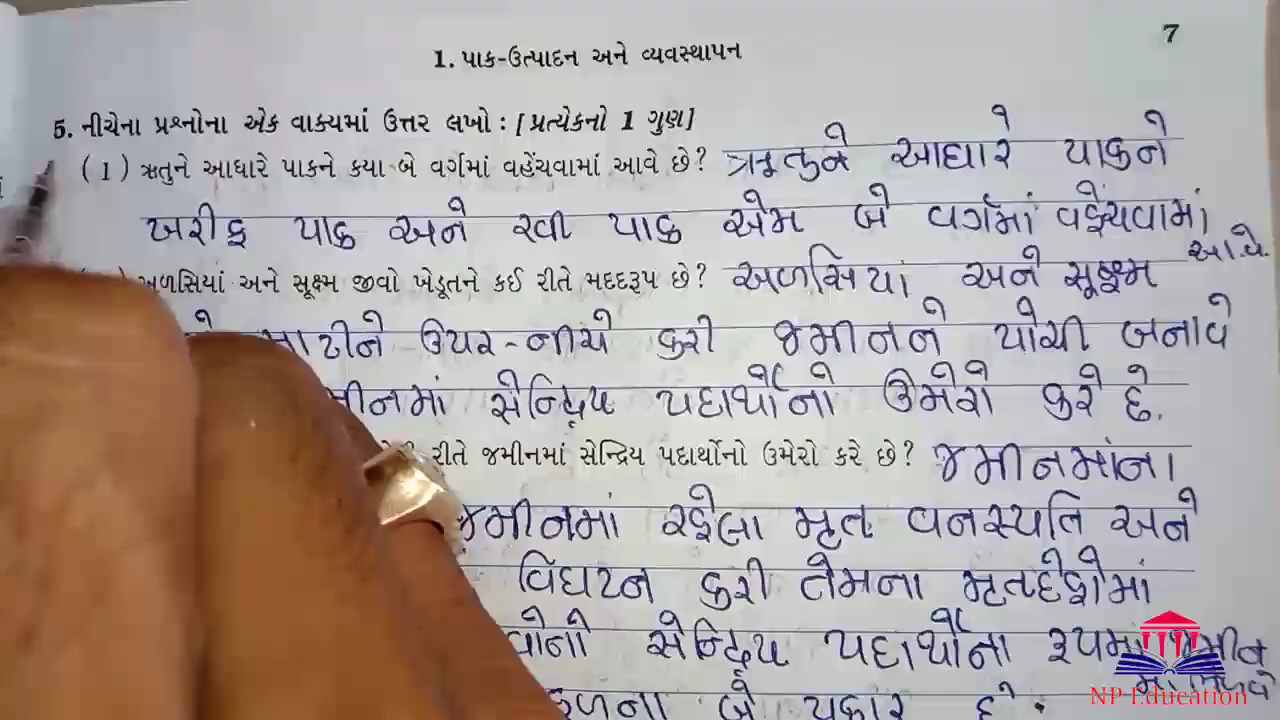 7
1. પાક-ઉત્પાદન અને વ્યવસ્થાપન
5. નીચેના પ્રશ્નોના એક વાક્યમાં ઉત્તર લખો : [પ્રત્યેકનો 1 ગુણ]
(1) ઋતુને આધારે પાકને કયા બે વર્ગમાં વહેંચવામાં આવે છે? ઋતુને આધારે પાકને
ખરીફ પાક અને રવી પાક એમ બે વર્ગમાં વહેંચવામાં
આવે
અળસિયાં અને સૂક્ષ્મ જીવો ખેડૂતને કઈ રીતે મદદરૂપ છે? અળસિયાં અને સૂક્ષ્મ
માટીને ઉપર-નીચે કરી જમીનને પોચી બનાવે
સેન્દ્રિય પદાર્થોનો ઉમેરો કરે છે.
રીતે જમીનમાં સેન્દ્રિય પદાર્થોનો ઉમેરો કરે છે? જમીનમાંના
જમીનમાં રહેલા મૃત વનસ્પતિ અને
વિઘટન કરી તેમના મૃતદેહોમાં
સેન્દ્રિય પદાર્થોના રૂપમાં જમીન
બે પ્રકાર છે.
NP Education